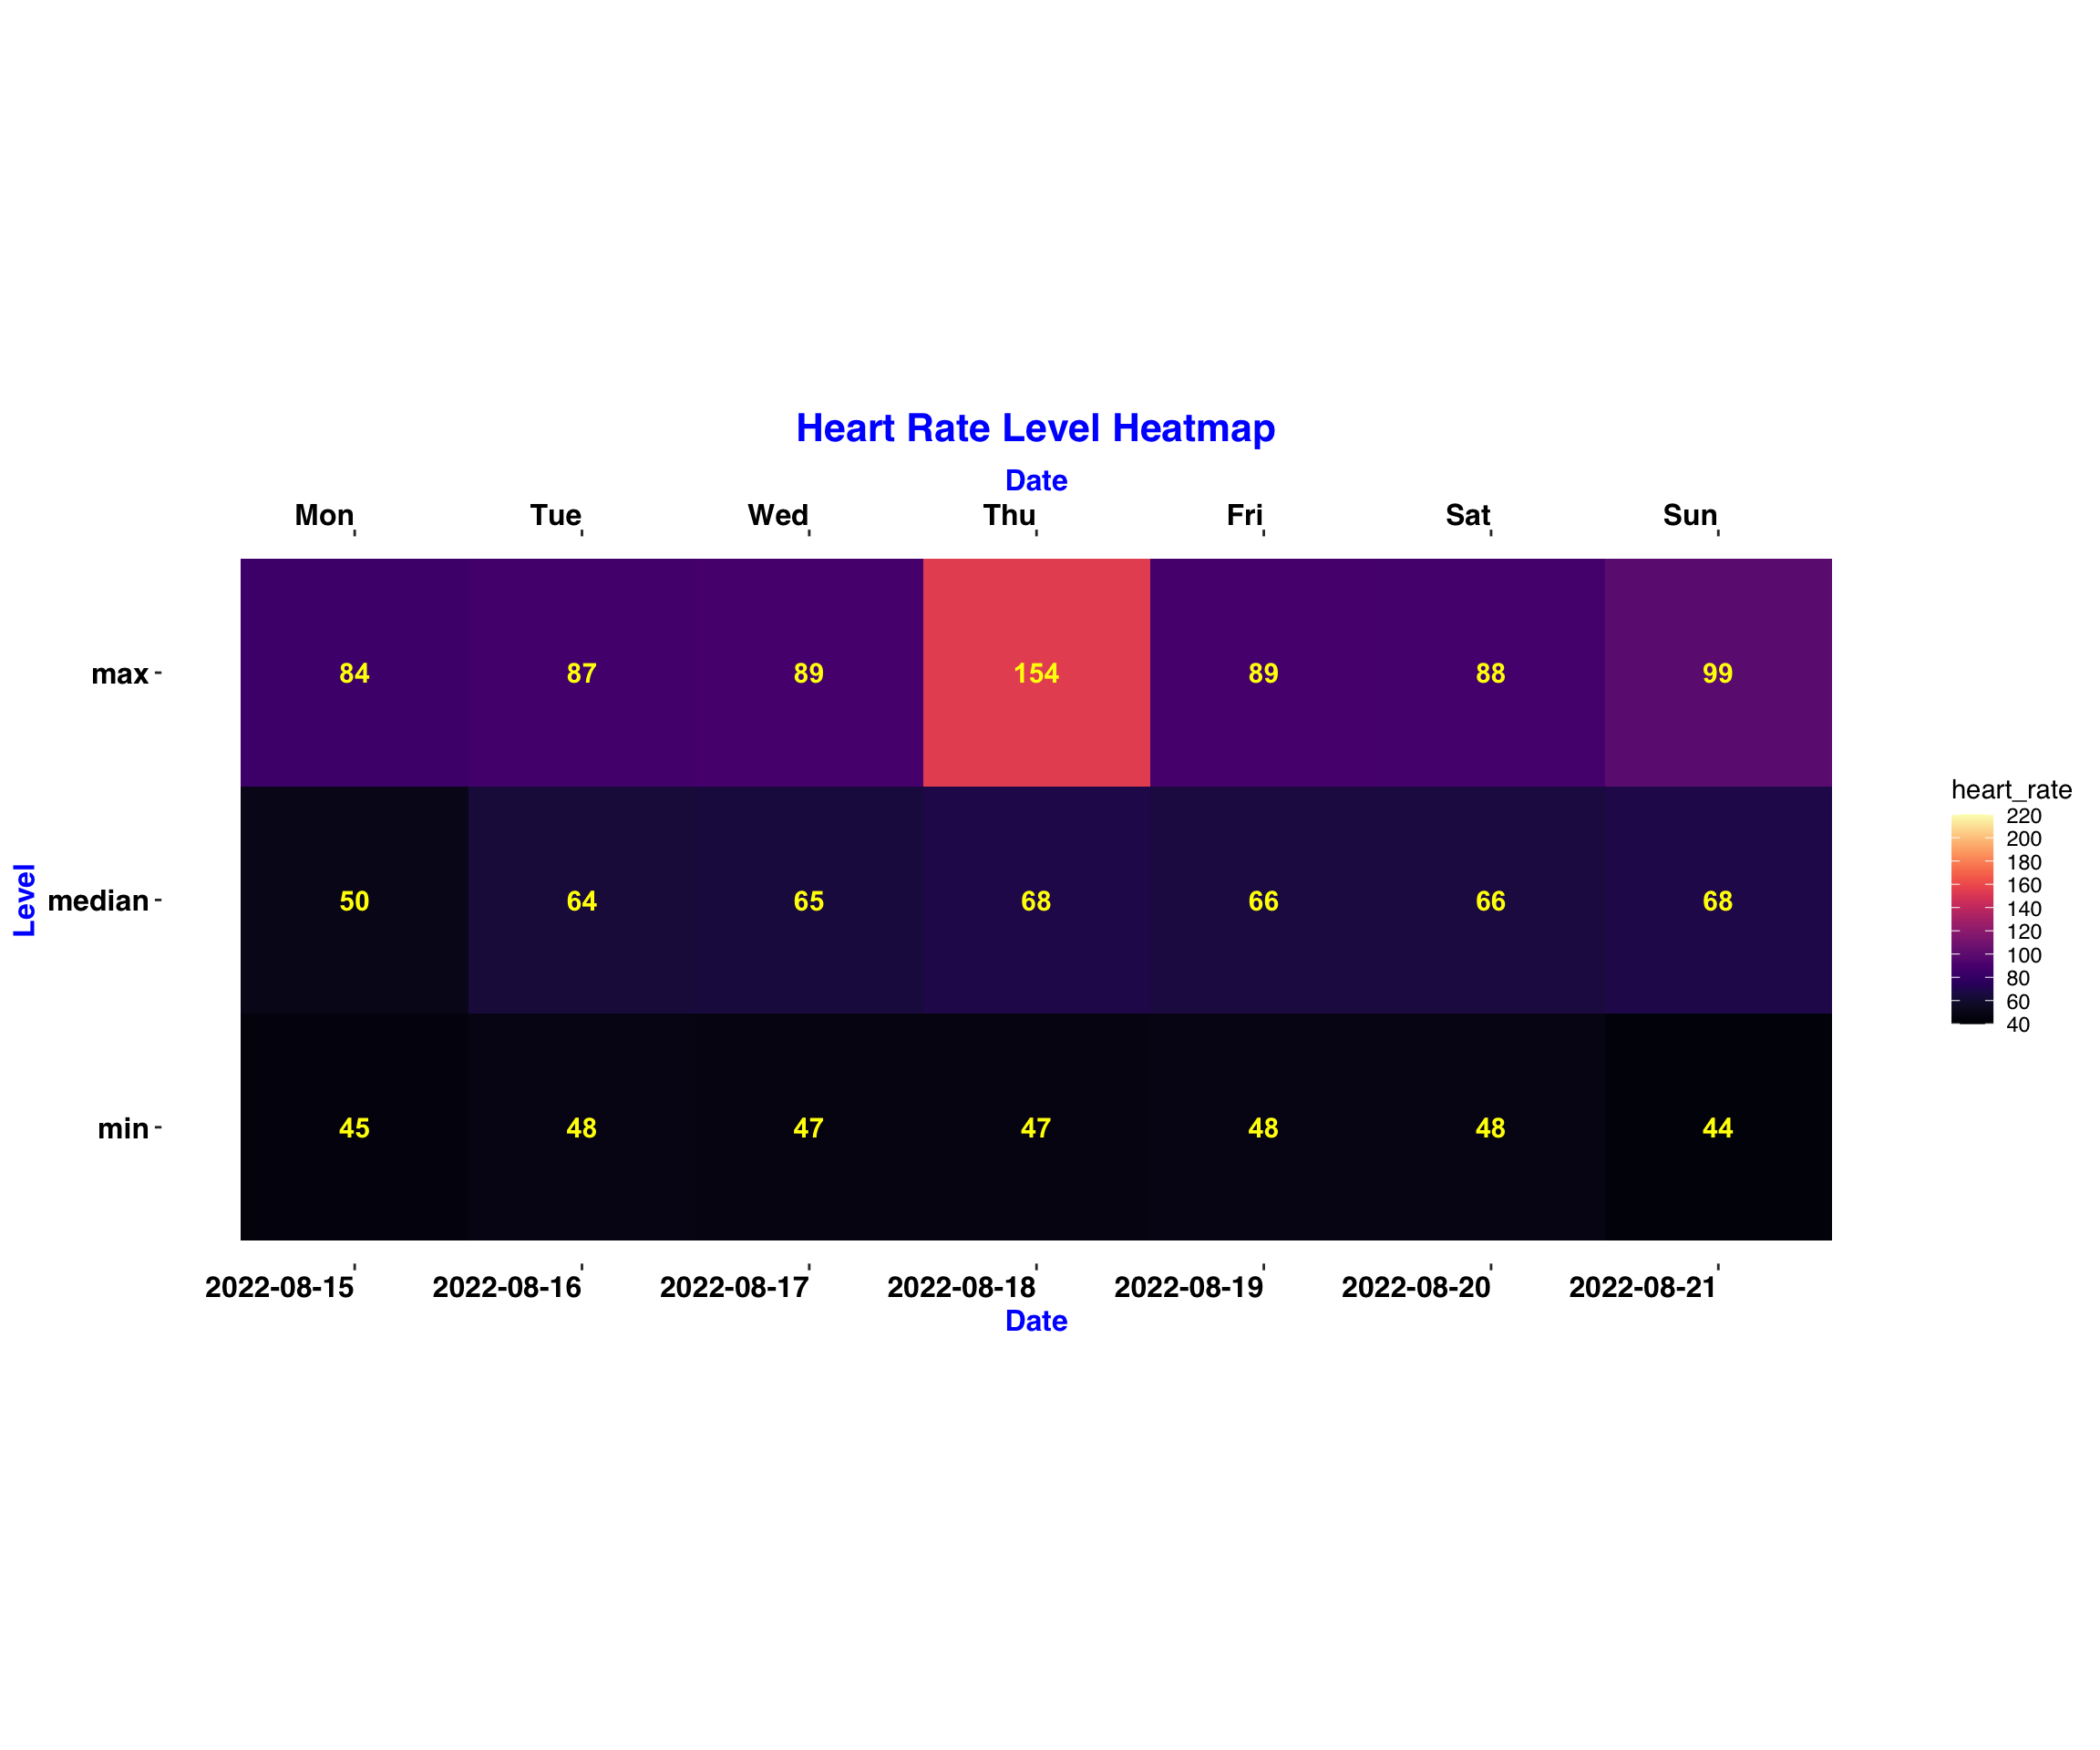 Heart Rate Level Heatmap
Date
Mon Tue Wed Thu Fri Sat Sun
max 84 87 89 154 89 88 99
Level
median 50 64 65 68 66 66 68
min 45 48 47 47 48 48 44
2022-08-15 2022-08-16 2022-08-17 2022-08-18 2022-08-19 2022-08-20 2022-08-21
Date
heart_rate
220
200
180
160
140
120
100
80
60
40